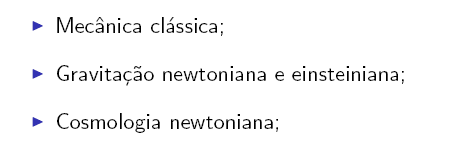 Mecânica clássica;
Gravitação newtoniana e einsteiniana;
Cosmologia newtoniana;